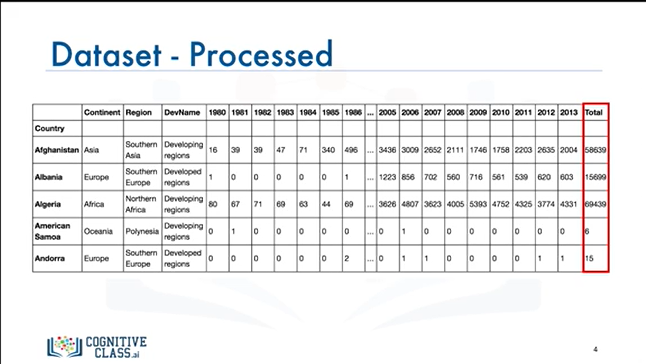 Dataset - Processed
Continent Region DevName 1980 1981 1982 1983 1984 1985 1986 ... 2005 2006 2007 2008 2009 2010 2011 2012 2013 Total
Country
Afghanistan Asia Southern Asia Developing regions 16 39 39 47 71 340 496 ... 3436 3009 2652 2111 1746 1758 2203 2635 2004 58639
Albania Europe Southern Europe Developed regions 1 0 0 0 0 0 1 ... 1223 856 702 560 716 561 539 620 603 15699
Algeria Africa Northern Africa Developing regions 80 67 71 69 63 44 69 ... 3626 4807 3623 4005 5393 4752 4325 3774 4331 69439
American Samoa Oceania Polynesia Developing regions 0 1 0 0 0 0 0 ... 0 1 0 0 0 0 0 0 0 6
Andorra Europe Southern Europe Developed regions 0 0 0 0 0 0 2 ... 0 1 1 0 0 0 0 1 1 15
COGNITIVE
CLASS.ai
4